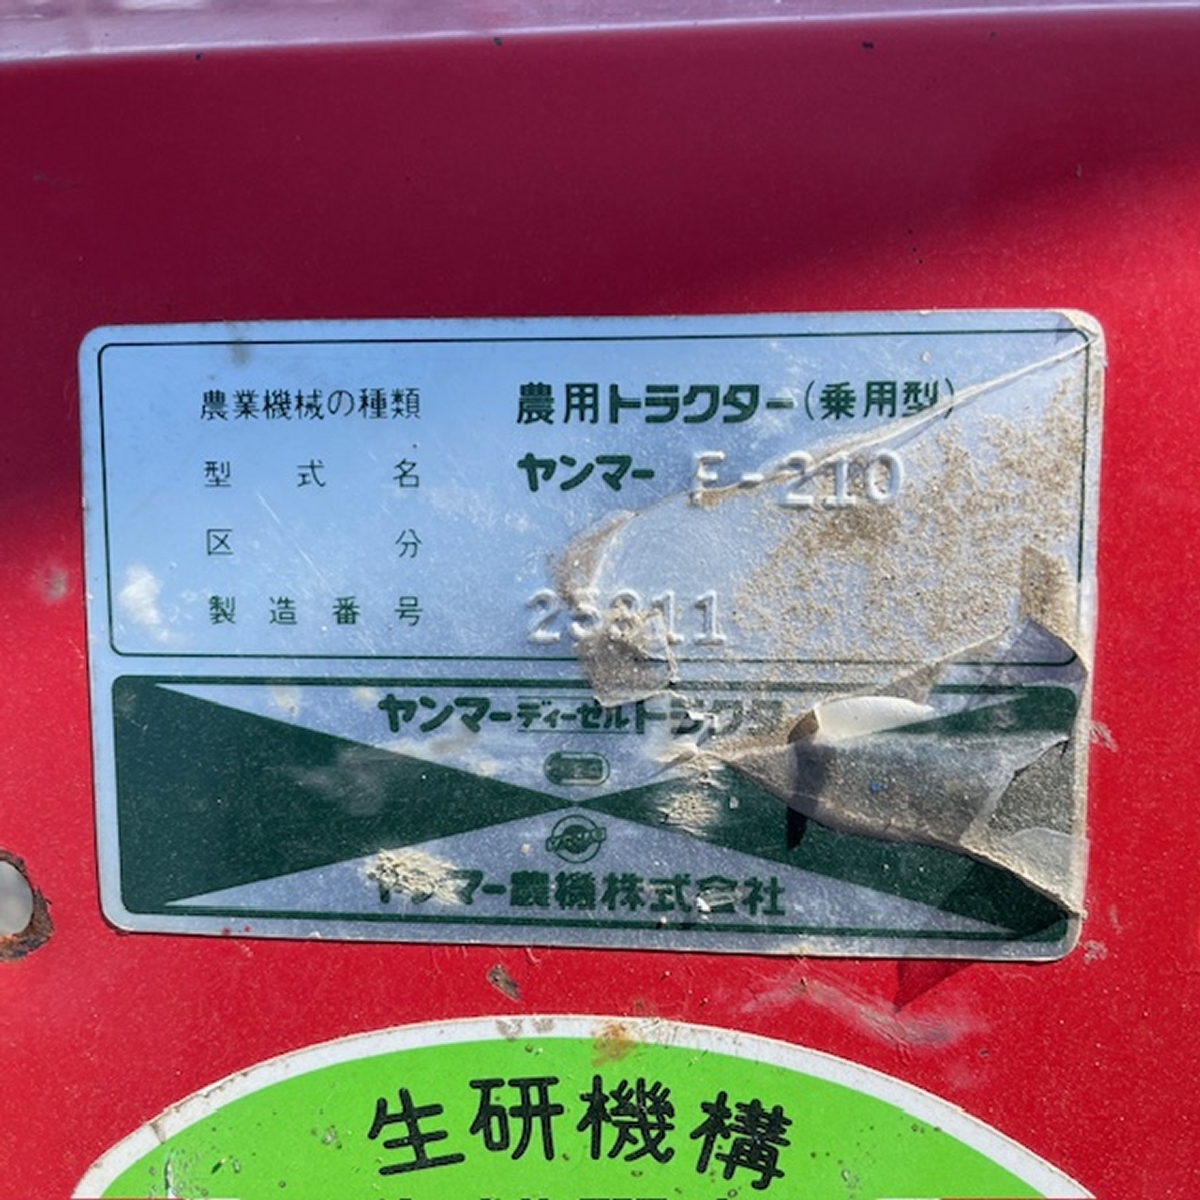 農業機械の種類 農用トラクター(乗用型)
型式名 ヤンマー F-210
区分
製造番号
ヤンマーディーゼルトラクタ
ヤンマー農機株式会社
生研機構